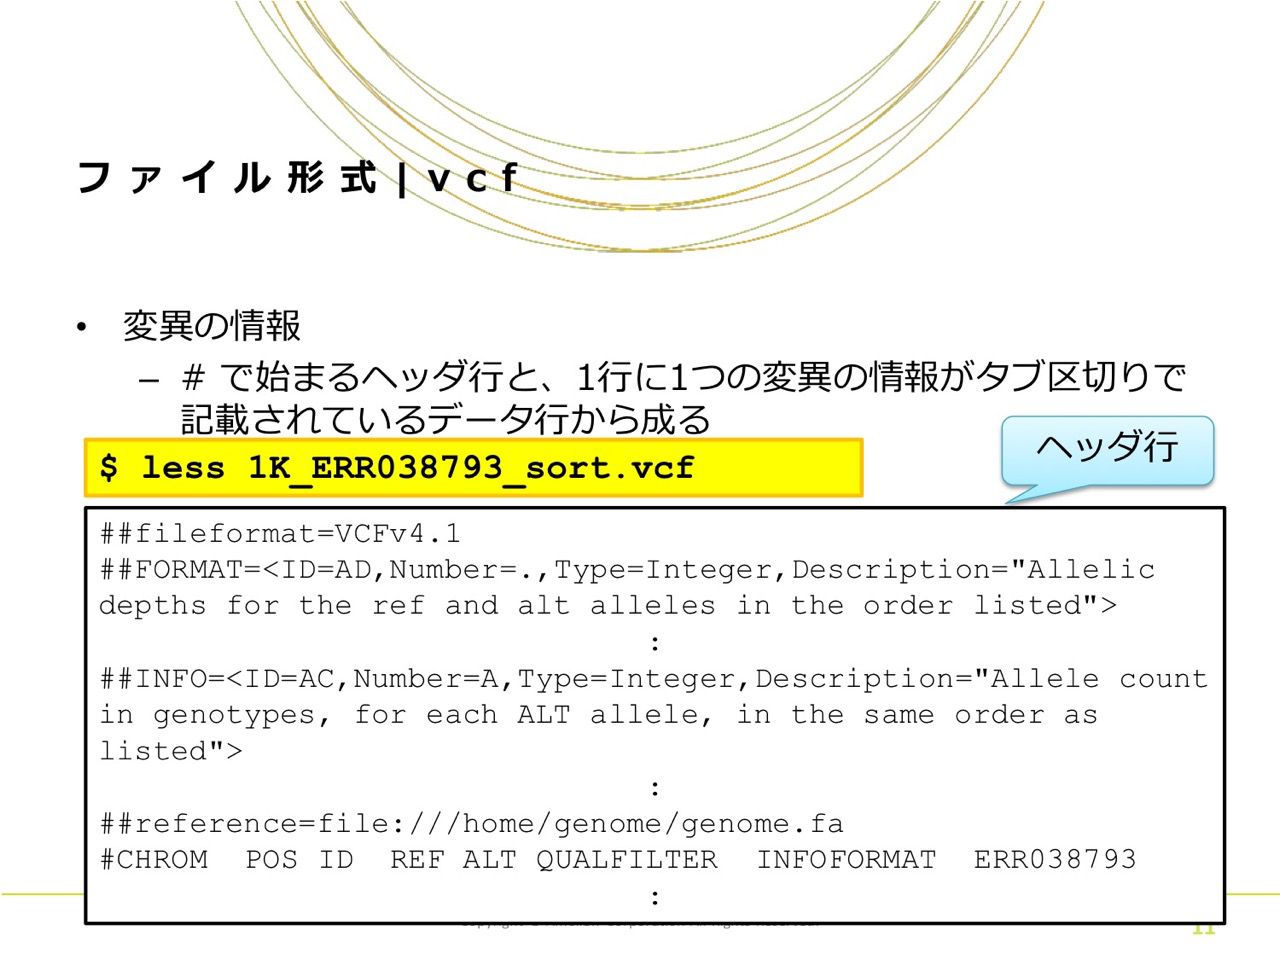 ファイル形式|vcf
• 変異の情報
– # で始まるヘッダ行と、1行に1つの変異の情報がタブ区切りで
記載されているデータ行から成る
ヘッダ行
$ less 1K_ERR038793_sort.vcf
##fileformat=VCFv4.1
##FORMAT=<ID=AD,Number=.,Type=Integer,Description="Allelic
depths for the ref and alt alleles in the order listed">
:
##INFO=<ID=AC,Number=A,Type=Integer,Description="Allele count
in genotypes, for each ALT allele, in the same order as
listed">
:
##reference=file:///home/genome/genome.fa
#CHROM POS ID REF ALT QUALFILTER INFOFORMAT ERR038793
:
11